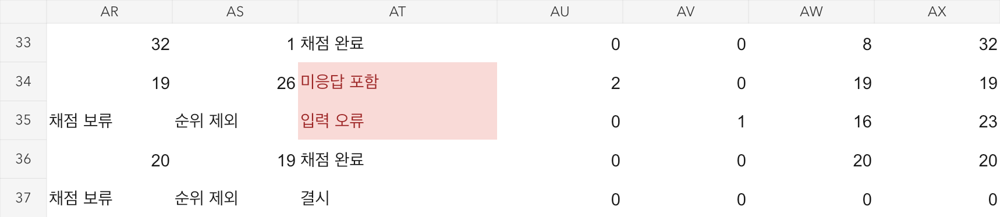 AR AS AT AU AV AW AX
33 32 1 채점 완료 0 0 8 32
34 19 26 미응답 포함 2 0 19 19
35 채점 보류 순위 제외 입력 오류 0 1 16 23
36 20 19 채점 완료 0 0 20 20
37 채점 보류 순위 제외 결시 0 0 0 0